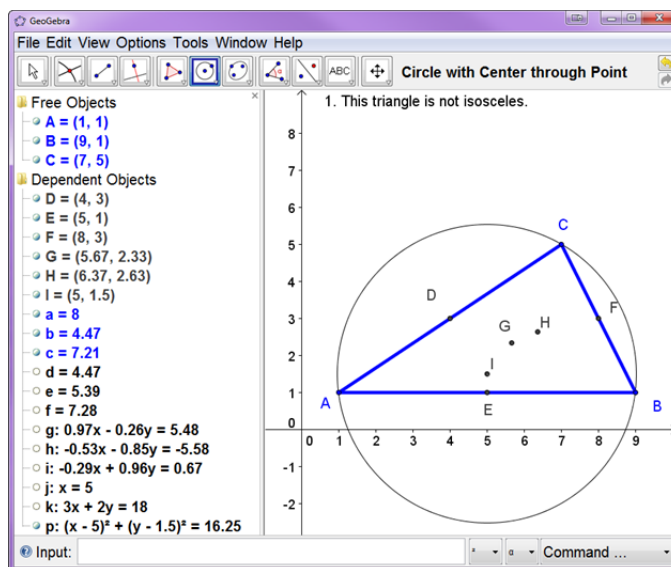 GeoGebra
File Edit View Options Tools Window Help
ABC
Circle with Center through Point
Free Objects
A = (1, 1)
B = (9, 1)
C = (7, 5)
Dependent Objects
D = (4, 3)
E = (5, 1)
F = (8, 3)
G = (5.67, 2.33)
H = (6.37, 2.63)
I = (5, 1.5)
a = 8
b = 4.47
c = 7.21
d = 4.47
e = 5.39
f = 7.28
g: 0.97x - 0.26y = 5.48
h: -0.53x - 0.85y = -5.58
i: -0.29x + 0.96y = 0.67
j: x = 5
k: 3x + 2y = 18
p: (x - 5)² + (y - 1.5)² = 16.25
1. This triangle is not isosceles.
8
7
6
5
4
3
2
1
0
-1
-2
0 1 2 3 4 5 6 7 8 9
C
D
F
H
G
I
A
E
B
Input:
α
Command ...